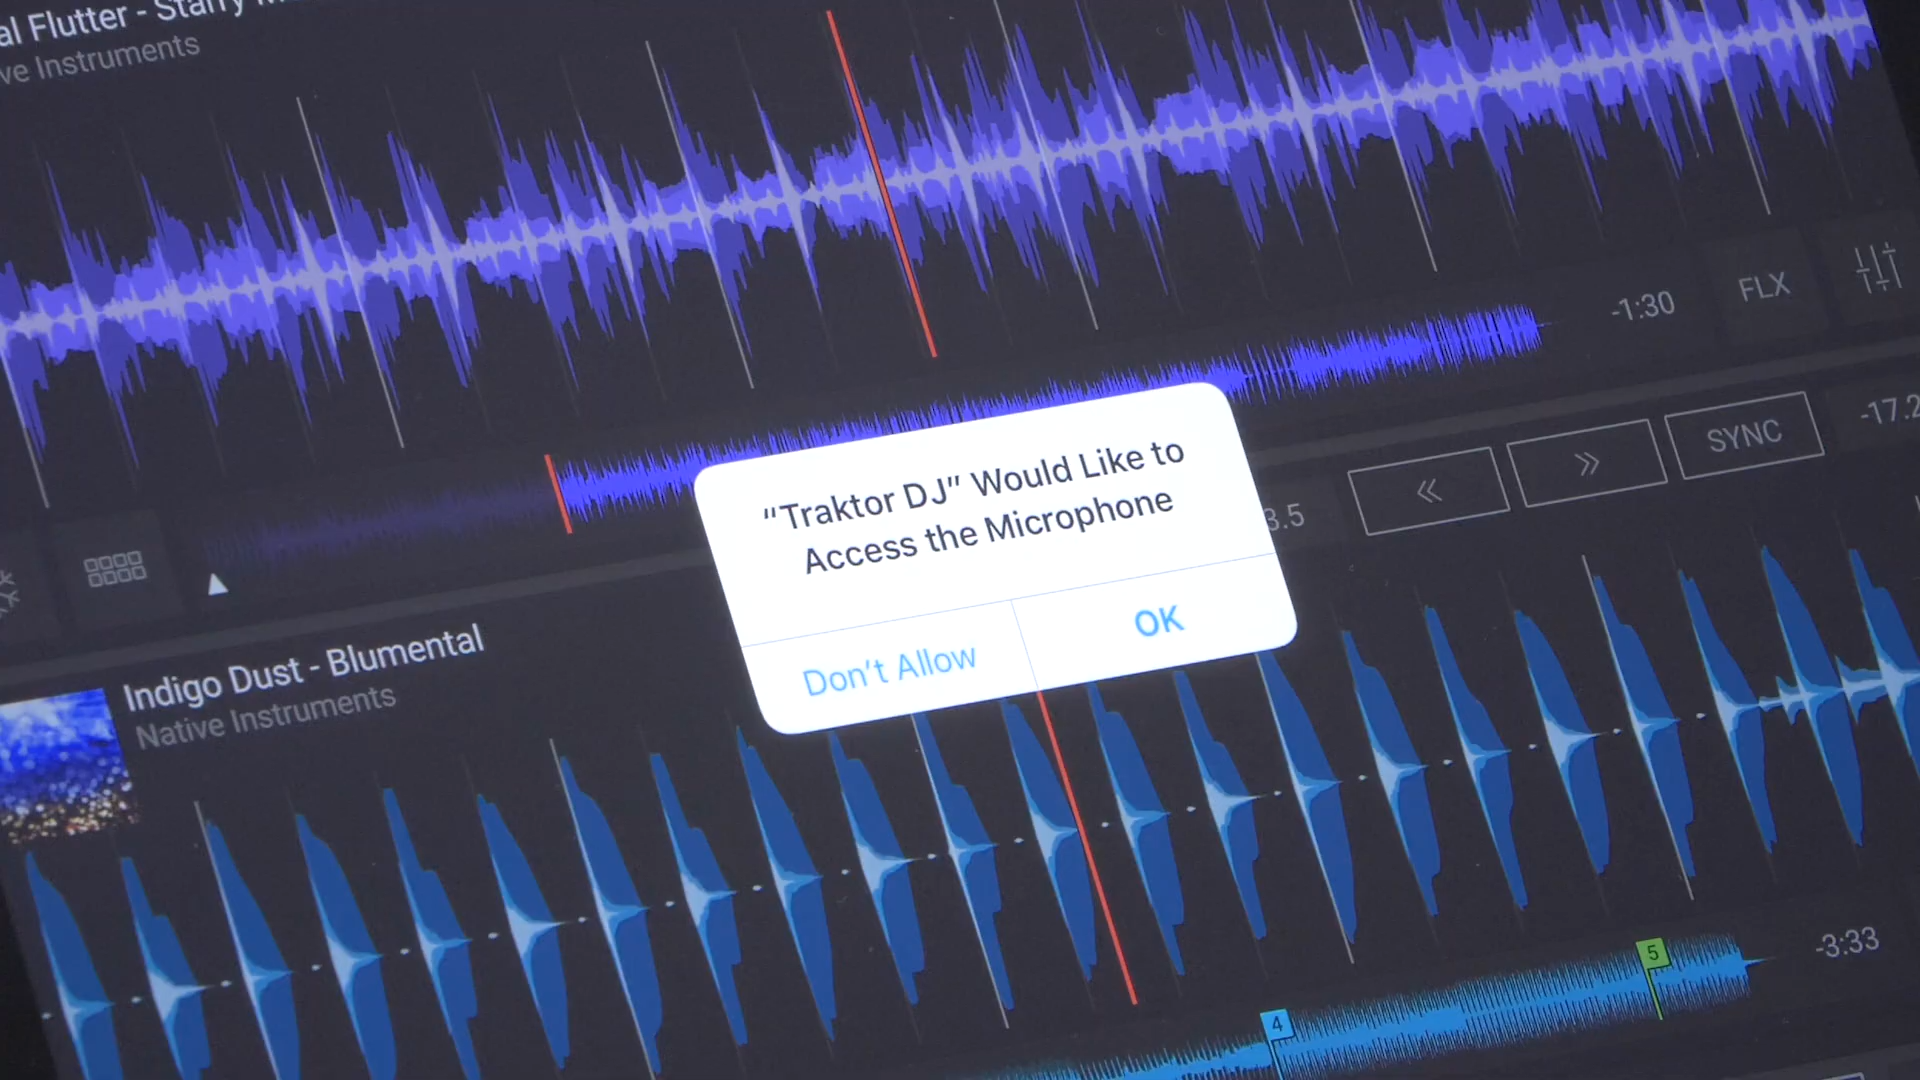 al Flutter - Starry
ve Instruments
-1:30
FLX
“Traktor DJ” Would Like to
Access the Microphone
Don’t Allow
OK
3.5
«
»
SYNC
-17.2
Indigo Dust - Blumental
Native Instruments
5
4
-3:33